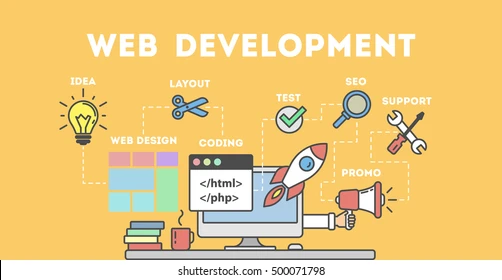 WEB DEVELOPMENT
IDEA
LAYOUT
WEB DESIGN
CODING
TEST
SEO
SUPPORT
PROMO
</html>
</php>
shutterstock.com · 500071798